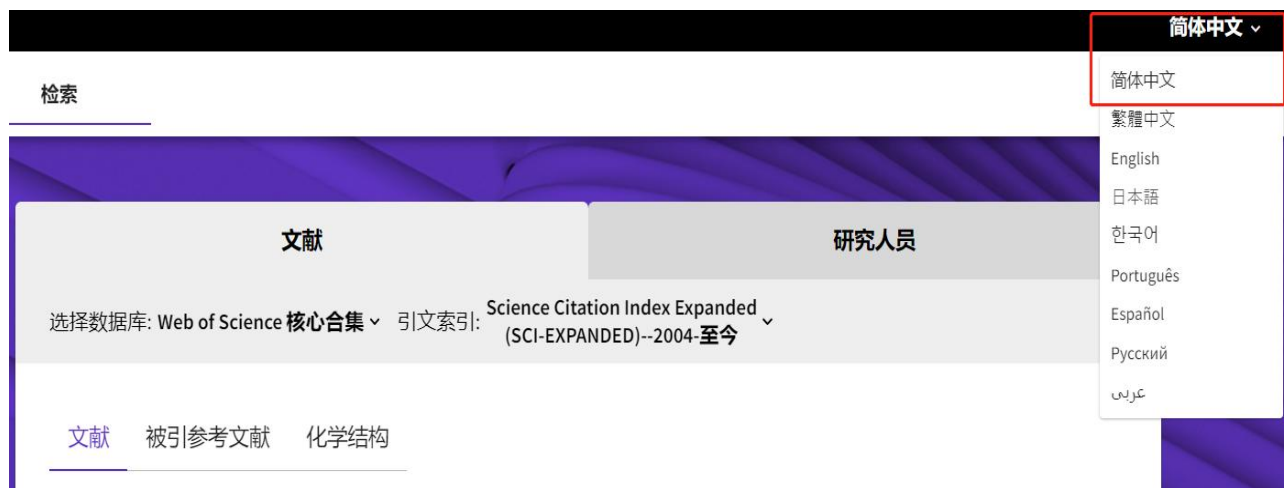 简体中文
检索
简体中文
繁體中文
English
日本語
한국어
Português
Español
Русский
عربى
文献
研究人员
选择数据库: Web of Science 核心合集
引文索引: Science Citation Index Expanded
(SCI-EXPANDED)--2004-至今
文献 被引参考文献 化学结构